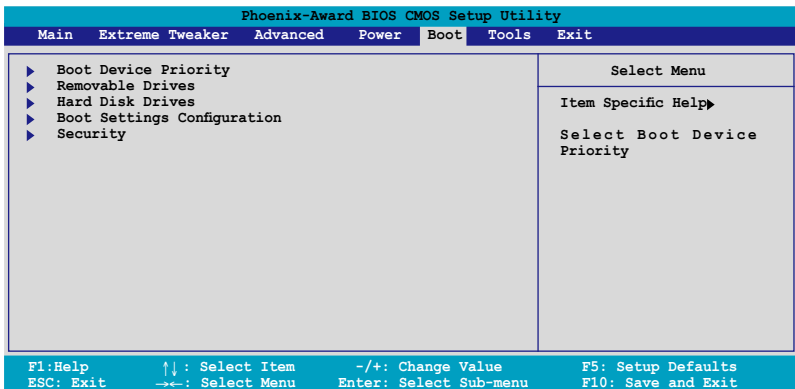 Phoenix-Award BIOS CMOS Setup Utility
Main Extreme Tweaker Advanced Power Boot Tools Exit
Boot Device Priority
Removable Drives
Hard Disk Drives
Boot Settings Configuration
Security
Select Menu
Item Specific Help
Select Boot Device
Priority
F1:Help ↑↓: Select Item -/+: Change Value F5: Setup Defaults
ESC: Exit →←: Select Menu Enter: Select Sub-menu F10: Save and Exit